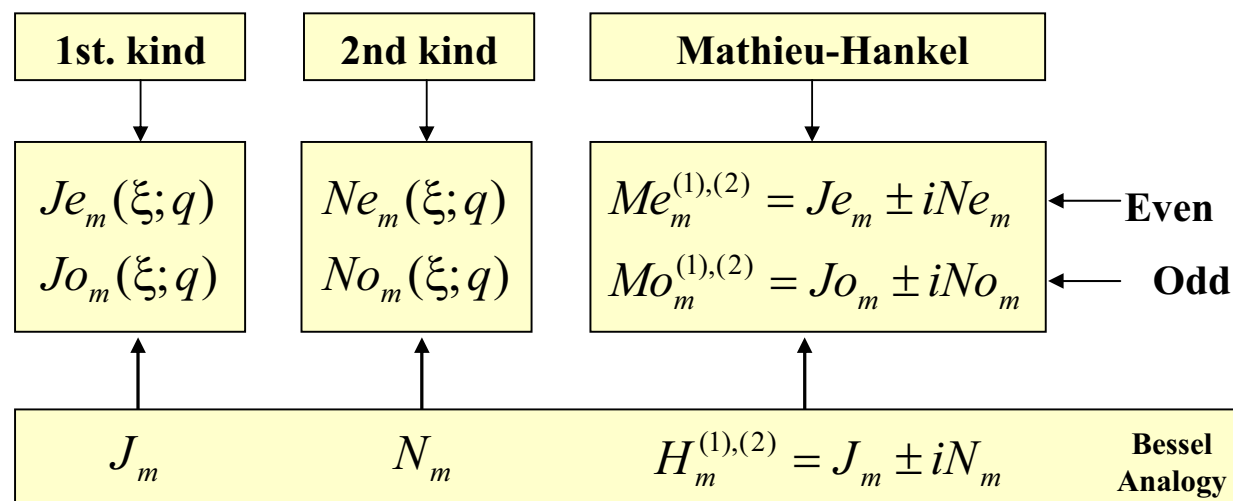 1st. kind 2nd kind Mathieu-Hankel
Je_m(ξ;q) Ne_m(ξ;q) Me_m^{(1),(2)} = Je_m ± iNe_m Even
Jo_m(ξ;q) No_m(ξ;q) Mo_m^{(1),(2)} = Jo_m ± iNo_m Odd
J_m N_m H_m^{(1),(2)} = J_m ± iN_m Bessel
Analogy